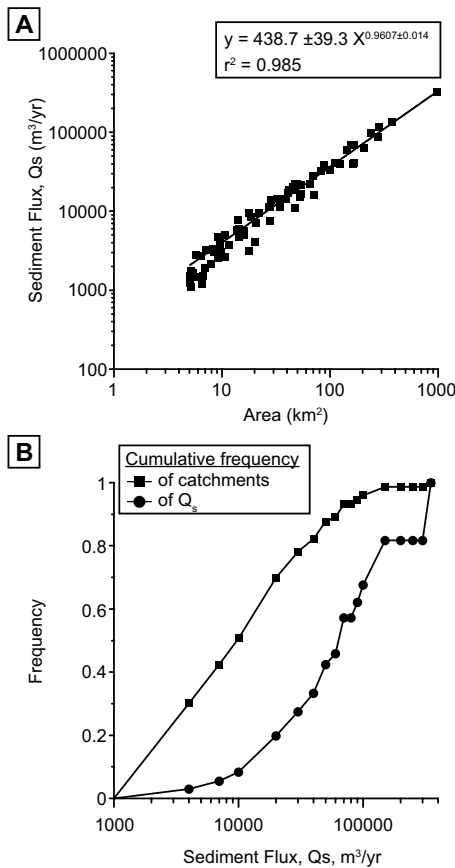 A
y = 438.7 ±39.3 X^0.9607±0.014
r² = 0.985
1000000
100000
10000
1000
100
Sediment Flux, Qs (m³/yr)
1
10
100
1000
Area (km²)
B
Cumulative frequency
of catchments
of Qₛ
1
0.8
0.6
0.4
0.2
0
Frequency
1000
10000
100000
Sediment Flux, Qs, m³/yr